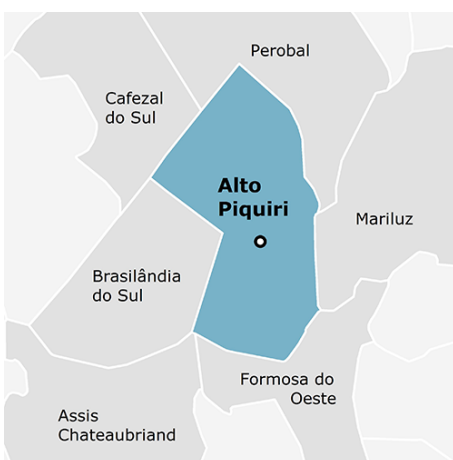 Perobal
Cafezal
do Sul
Alto
Piquiri
Mariluz
Brasilândia
do Sul
Formosa do
Oeste
Assis
Chateaubriand